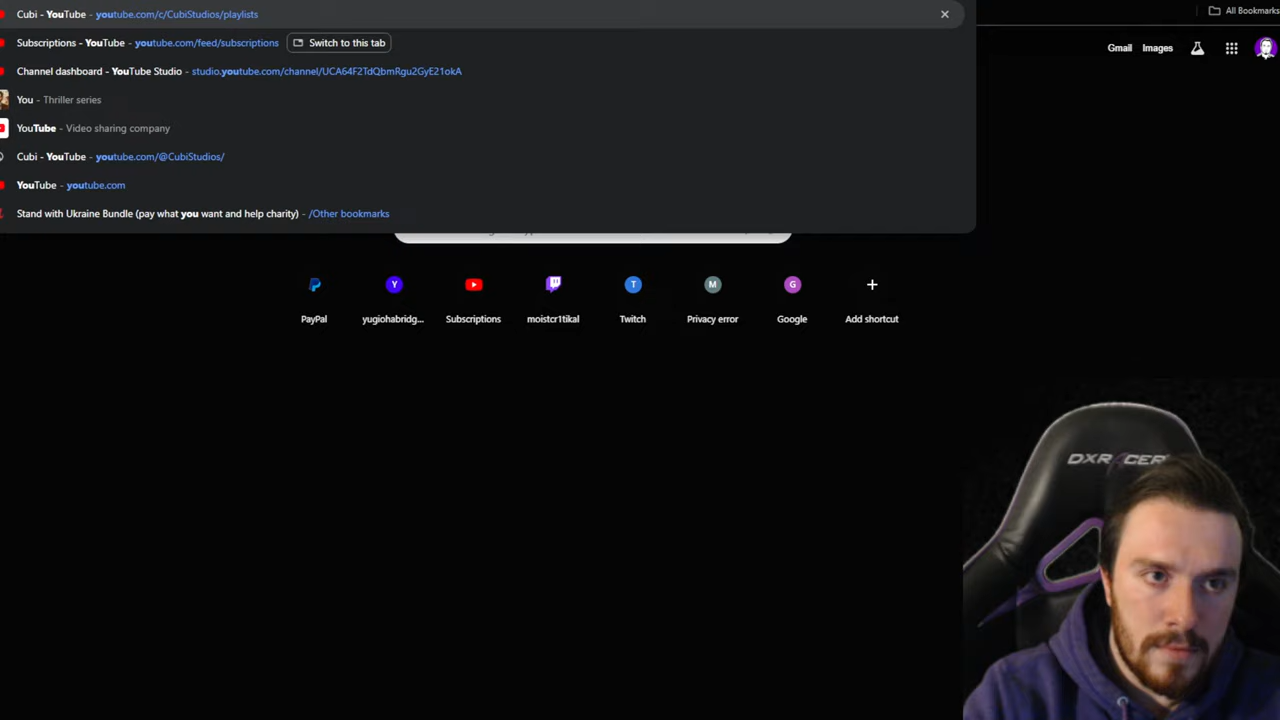 Cubi - YouTube - youtube.com/c/CubiStudios/playlists
All Bookmarks
Subscriptions - YouTube - youtube.com/feed/subscriptions Switch to this tab
Gmail Images
Channel dashboard - YouTube Studio - studio.youtube.com/channel/UCA64F2TdQbmRgu2GyE21okA
You - Thriller series
YouTube - Video sharing company
Cubi - YouTube - youtube.com/@CubiStudios/
YouTube - youtube.com
Stand with Ukraine Bundle (pay what you want and help charity) - /Other bookmarks
Y T M G
PayPal yugiohabridg... Subscriptions moistcr1tikal Twitch Privacy error Google Add shortcut
DXRACER